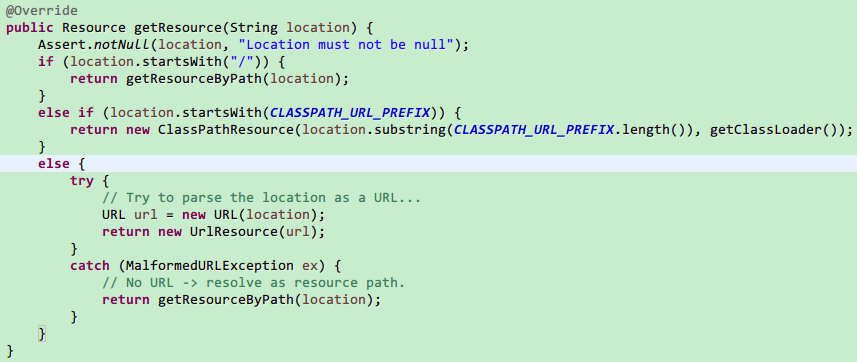 @Override
public Resource getResource(String location) {
    Assert.notNull(location, "Location must not be null");
    if (location.startsWith("/")) {
        return getResourceByPath(location);
    }
    else if (location.startsWith(CLASSPATH_URL_PREFIX)) {
        return new ClassPathResource(location.substring(CLASSPATH_URL_PREFIX.length()), getClassLoader());
    }
    else {
        try {
            // Try to parse the location as a URL...
            URL url = new URL(location);
            return new UrlResource(url);
        }
        catch (MalformedURLException ex) {
            // No URL -> resolve as resource path.
            return getResourceByPath(location);
        }
    }
}